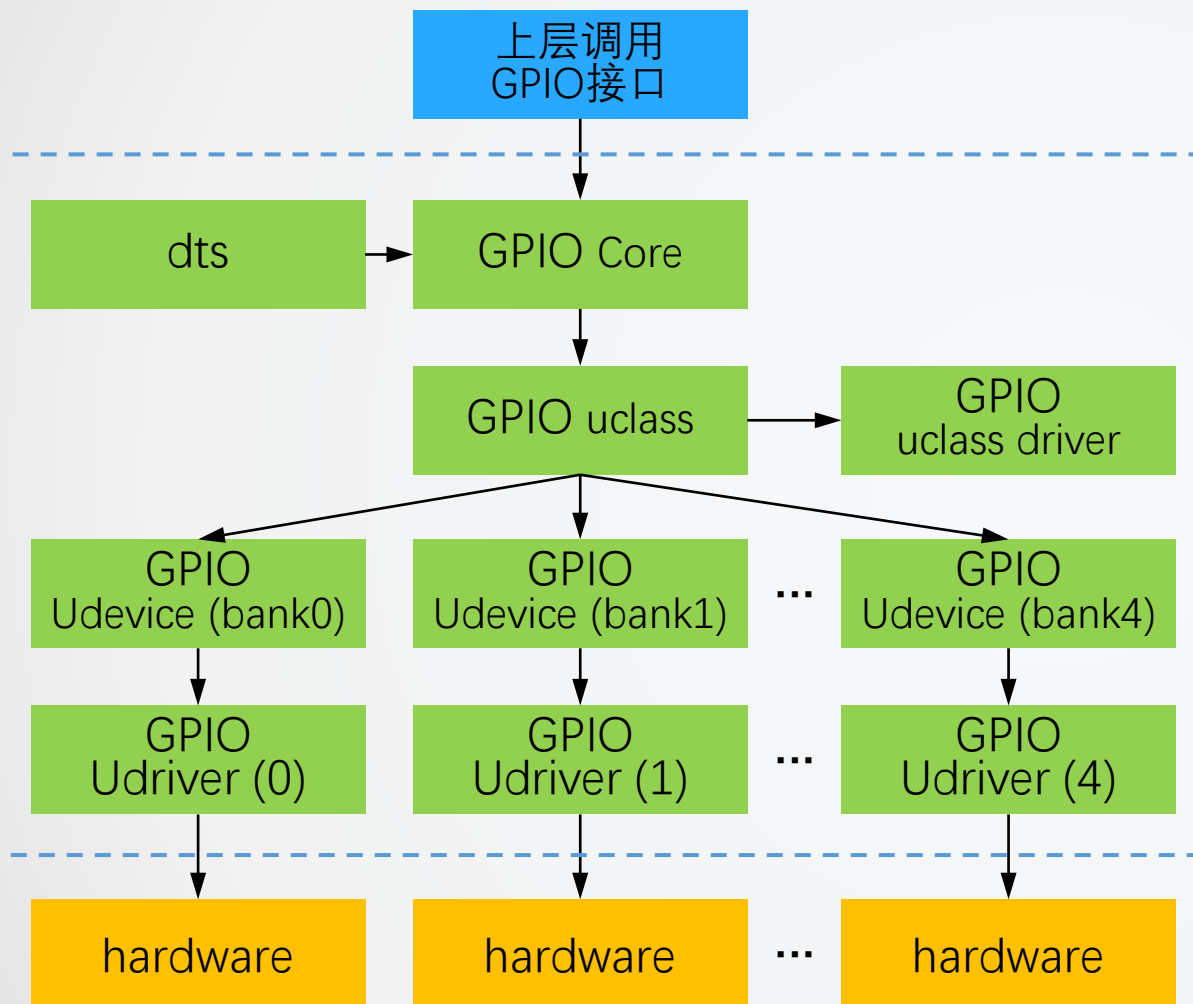 上层调用
GPIO接口
dts
GPIO Core
GPIO uclass
GPIO
uclass driver
GPIO
Udevice (bank0)
GPIO
Udevice (bank1)
...
GPIO
Udevice (bank4)
GPIO
Udriver (0)
GPIO
Udriver (1)
...
GPIO
Udriver (4)
hardware
hardware
...
hardware